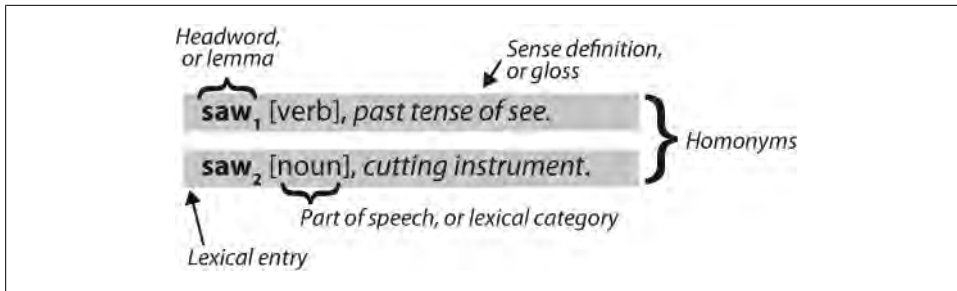 Headword,
or lemma
Sense definition,
or gloss
saw₁ [verb], past tense of see.
Homonyms
saw₂ [noun], cutting instrument.
Part of speech, or lexical category
Lexical entry